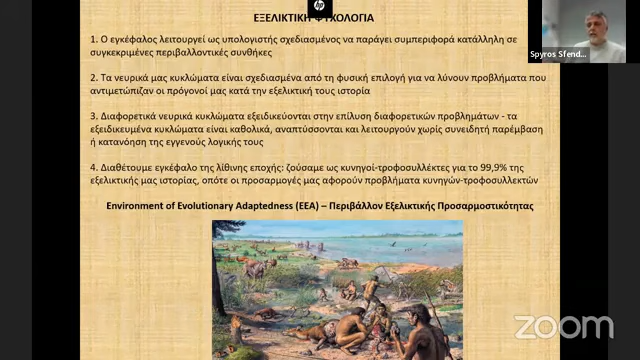 ΕΞΕΛΙΚΤΙΚΗ ΨΥΧΟΛΟΓΙΑ
hp
Spyros Sfend...
1. Ο εγκέφαλος λειτουργεί ως υπολογιστής σχεδιασμένος να παράγει συμπεριφορά κατάλληλη σε
συγκεκριμένες περιβαλλοντικές συνθήκες
2. Τα νευρικά μας κυκλώματα είναι σχεδιασμένα από τη φυσική επιλογή για να λύνουν προβλήματα που
αντιμετώπιζαν οι πρόγονοί μας κατά την εξελικτική τους ιστορία
3. Διαφορετικά νευρικά κυκλώματα εξειδικεύονται στην επίλυση διαφορετικών προβλημάτων - τα
εξειδικευμένα κυκλώματα είναι καθολικά, αναπτύσσονται και λειτουργούν χωρίς συνειδητή παρέμβαση
ή κατανόηση της εγγενούς λογικής τους
4. Διαθέτουμε εγκέφαλο της λίθινης εποχής: ζούσαμε ως κυνηγοί-τροφοσυλλέκτες για το 99,9% της
εξελικτικής μας ιστορίας, οπότε οι προσαρμογές μας αφορούν προβλήματα κυνηγών-τροφοσυλλεκτών
Environment of Evolutionary Adaptedness (EEA) – Περιβάλλον Εξελικτικής Προσαρμοστικότητας
zoom